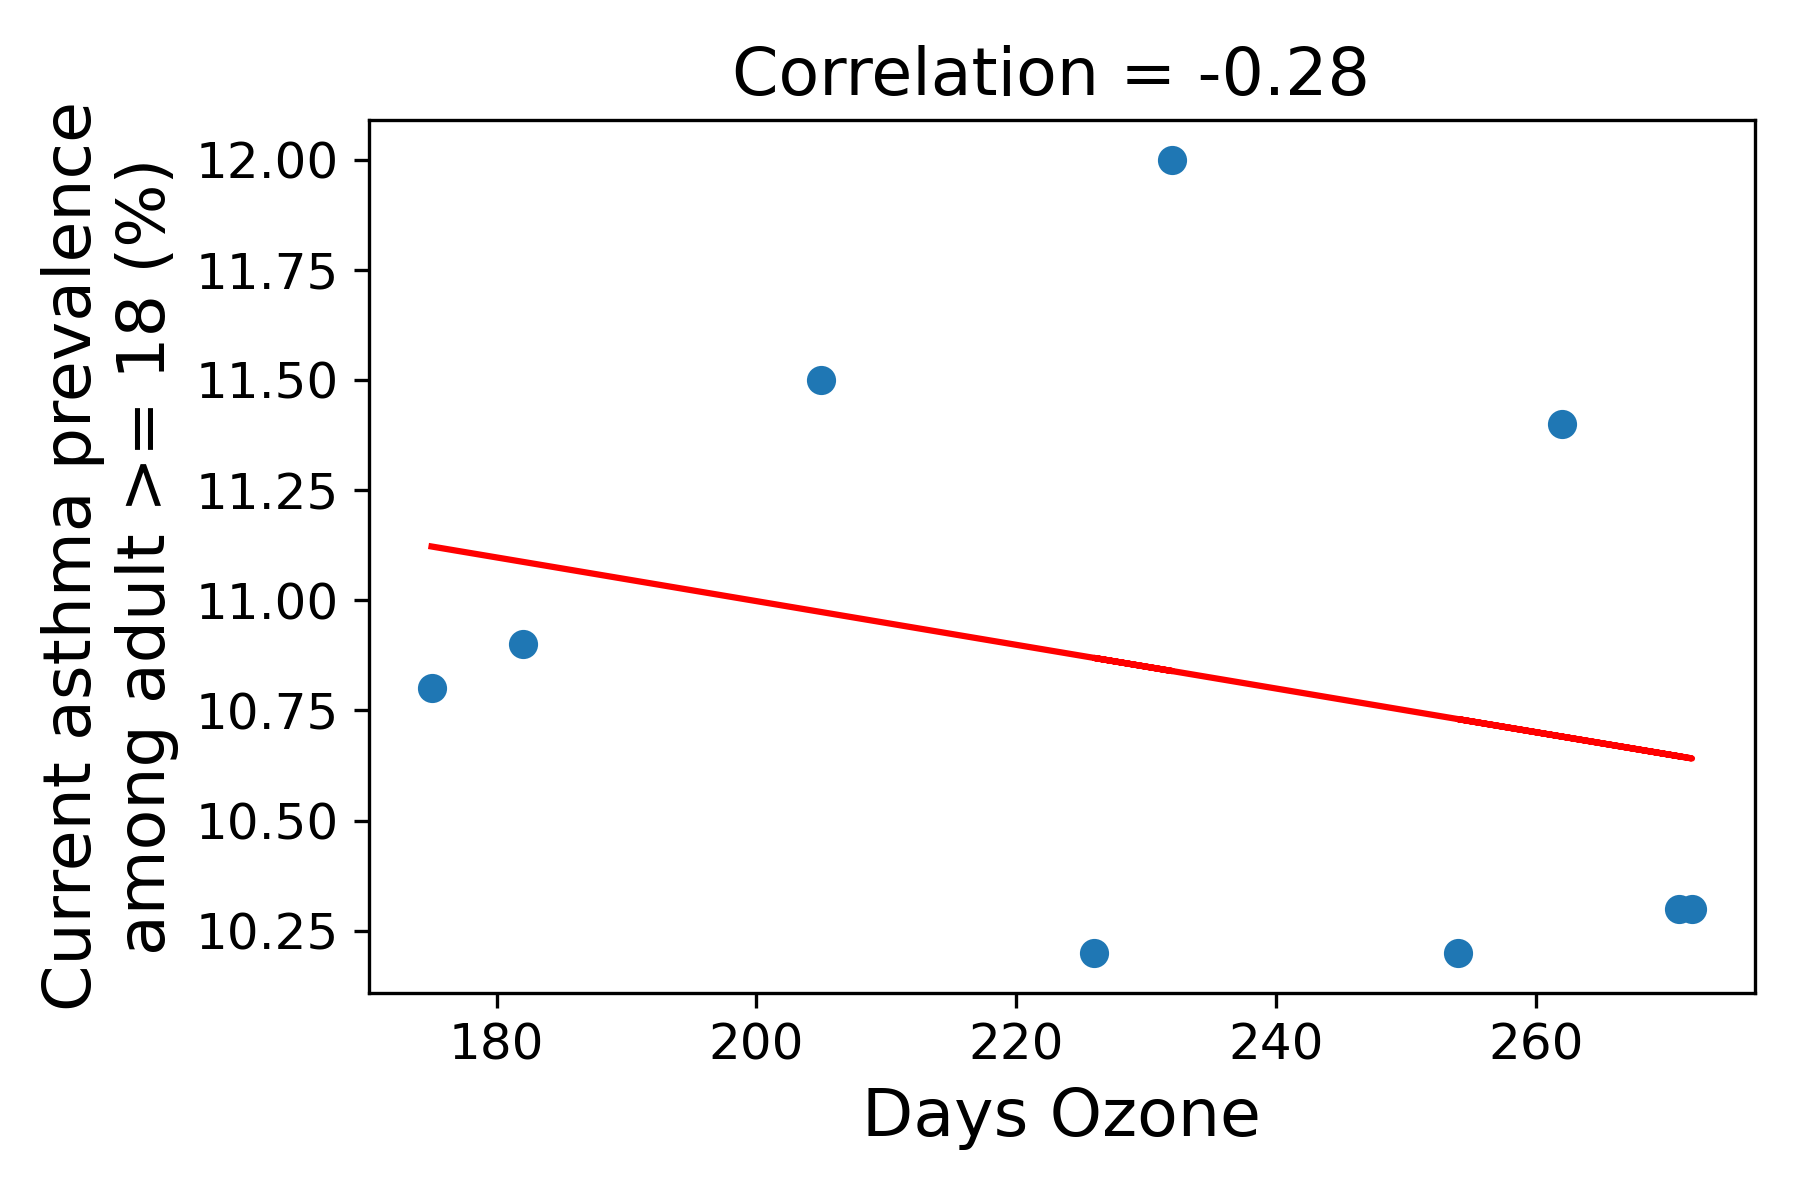 Correlation = -0.28
Current asthma prevalence
among adult >= 18 (%)
12.00
11.75
11.50
11.25
11.00
10.75
10.50
10.25
180 200 220 240 260
Days Ozone